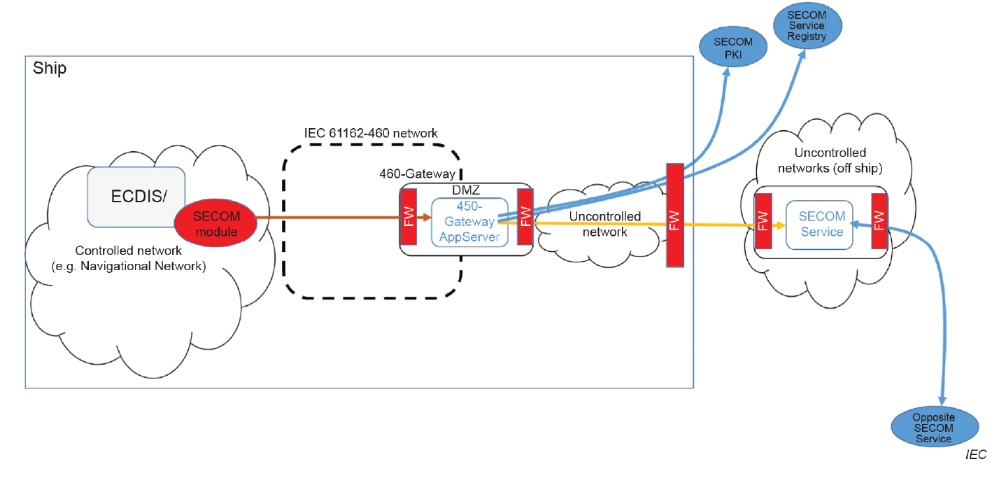 SECOM
Service
Registry
SECOM
PKI
Ship
IEC 61162-460 network
460-Gateway
DMZ
ECDIS/
SECOM
module
Controlled network
(e.g. Navigational Network)
FW
450-
Gateway
AppServer
FW
Uncontrolled
network
FW
Uncontrolled
networks (off ship)
FW
SECOM
Service
FW
Opposite
SECOM
Service
IEC